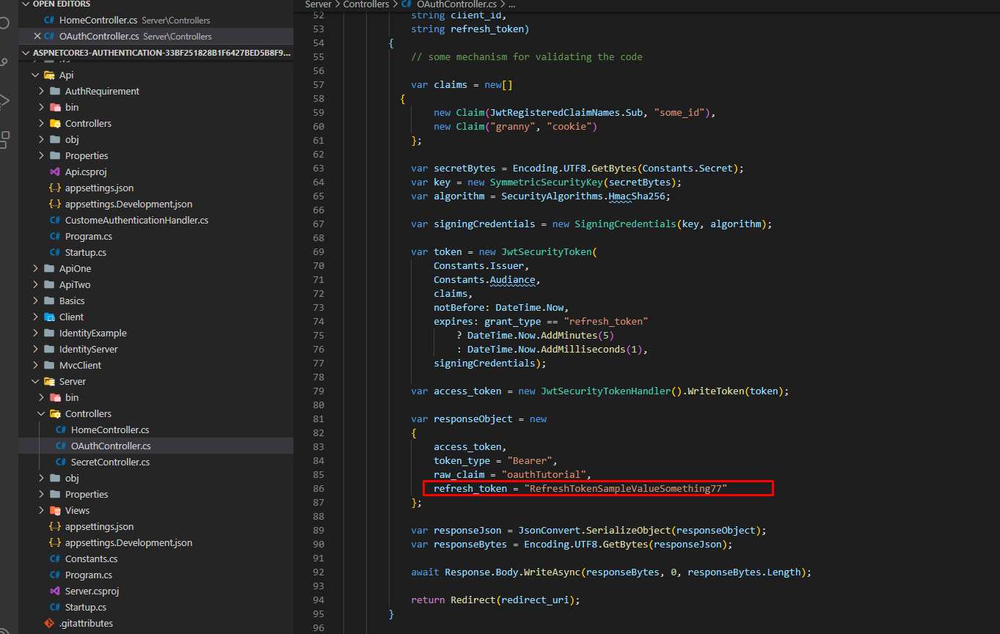 OPEN EDITORS
C# HomeController.cs Server\Controllers
C# OAuthController.cs Server\Controllers
ASPNETCORE3-AUTHENTICATION-33BF251828B1F6427BED5B8F9...
Api
AuthRequirement
bin
Controllers
obj
Properties
Api.csproj
{..} appsettings.json
{..} appsettings.Development.json
C# CustomeAuthenticationHandler.cs
C# Program.cs
C# Startup.cs
ApiOne
ApiTwo
Basics
Client
IdentityExample
IdentityServer
MvcClient
Server
bin
Controllers
C# HomeController.cs
C# OAuthController.cs
C# SecretController.cs
obj
Properties
Views
{..} appsettings.json
{..} appsettings.Development.json
C# Constants.cs
C# Program.cs
Server.csproj
C# Startup.cs
.gitattributes
Server > Controllers > C# OAuthController.cs > ...
52 string client_id,
53 string refresh_token)
54 {
55 // some mechanism for validating the code
56
57 var claims = new[]
58 {
59 new Claim(JwtRegisteredClaimNames.Sub, "some_id"),
60 new Claim("granny", "cookie")
61 };
62
63 var secretBytes = Encoding.UTF8.GetBytes(Constants.Secret);
64 var key = new SymmetricSecurityKey(secretBytes);
65 var algorithm = SecurityAlgorithms.HmacSha256;
66
67 var signingCredentials = new SigningCredentials(key, algorithm);
68
69 var token = new JwtSecurityToken(
70 Constants.Issuer,
71 Constants.Audiance,
72 claims,
73 notBefore: DateTime.Now,
74 expires: grant_type == "refresh_token"
75 ? DateTime.Now.AddMinutes(5)
76 : DateTime.Now.AddMilliseconds(1),
77 signingCredentials);
78
79 var access_token = new JwtSecurityTokenHandler().WriteToken(token);
80
81 var responseObject = new
82 {
83 access_token,
84 token_type = "Bearer",
85 raw_claim = "oauthTutorial",
86 refresh_token = "RefreshTokenSampleValueSomething77"
87 };
88
89 var responseJson = JsonConvert.SerializeObject(responseObject);
90 var responseBytes = Encoding.UTF8.GetBytes(responseJson);
91
92 await Response.Body.WriteAsync(responseBytes, 0, responseBytes.Length);
93
94 return Redirect(redirect_uri);
95 }
96